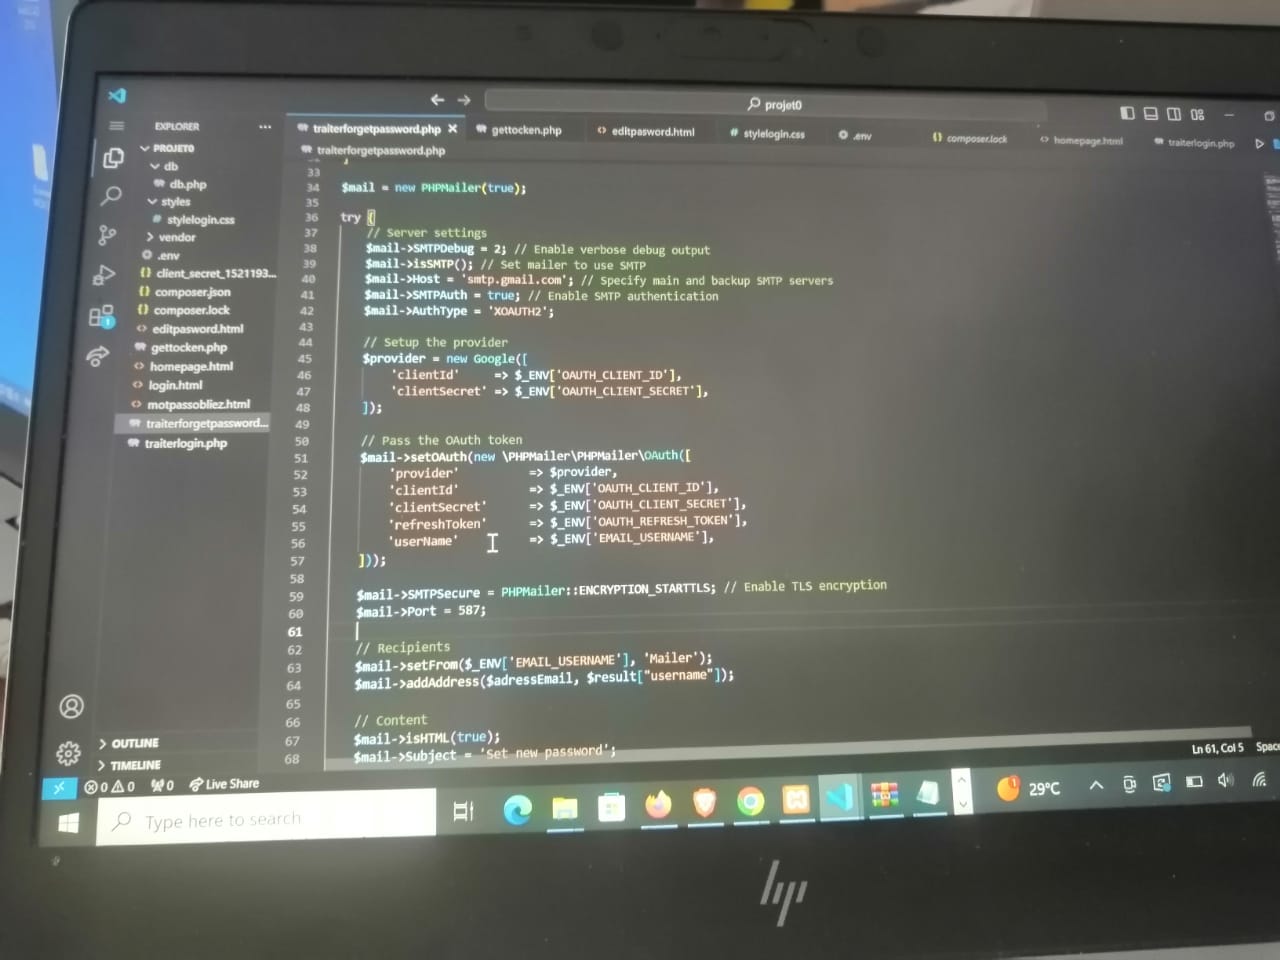 projet0
EXPLORER
PROJET0
db
db.php
styles
stylelogin.css
vendor
.env
client_secret_1521193...
composer.json
composer.lock
editpasword.html
gettocken.php
homepage.html
login.html
motpassobliez.html
traiterforgetpassword...
traiterlogin.php
OUTLINE
TIMELINE
traiterforgetpassword.php
gettocken.php
editpasword.html
stylelogin.css
.env
composer.lock
homepage.html
traiterlogin.php
traiterforgetpassword.php
33
34 $mail = new PHPMailer(true);
35
36 try {
37 // Server settings
38 $mail->SMTPDebug = 2; // Enable verbose debug output
39 $mail->isSMTP(); // Set mailer to use SMTP
40 $mail->Host = 'smtp.gmail.com'; // Specify main and backup SMTP servers
41 $mail->SMTPAuth = true; // Enable SMTP authentication
42 $mail->AuthType = 'XOAUTH2';
43
44 // Setup the provider
45 $provider = new Google([
46 'clientId' => $_ENV['OAUTH_CLIENT_ID'],
47 'clientSecret' => $_ENV['OAUTH_CLIENT_SECRET'],
48 ]);
49
50 // Pass the OAuth token
51 $mail->setOAuth(new \PHPMailer\PHPMailer\OAuth([
52 'provider' => $provider,
53 'clientId' => $_ENV['OAUTH_CLIENT_ID'],
54 'clientSecret' => $_ENV['OAUTH_CLIENT_SECRET'],
55 'refreshToken' => $_ENV['OAUTH_REFRESH_TOKEN'],
56 'userName' => $_ENV['EMAIL_USERNAME'],
57 ]));
58
59 $mail->SMTPSecure = PHPMailer::ENCRYPTION_STARTTLS; // Enable TLS encryption
60 $mail->Port = 587;
61
62 // Recipients
63 $mail->setFrom($_ENV['EMAIL_USERNAME'], 'Mailer');
64 $mail->addAddress($adressEmail, $result["username"]);
65
66 // Content
67 $mail->isHTML(true);
68 $mail->Subject = 'Set new password';
0 0 0 Live Share
Ln 61, Col 5 Space
Type here to search
29°C
hp